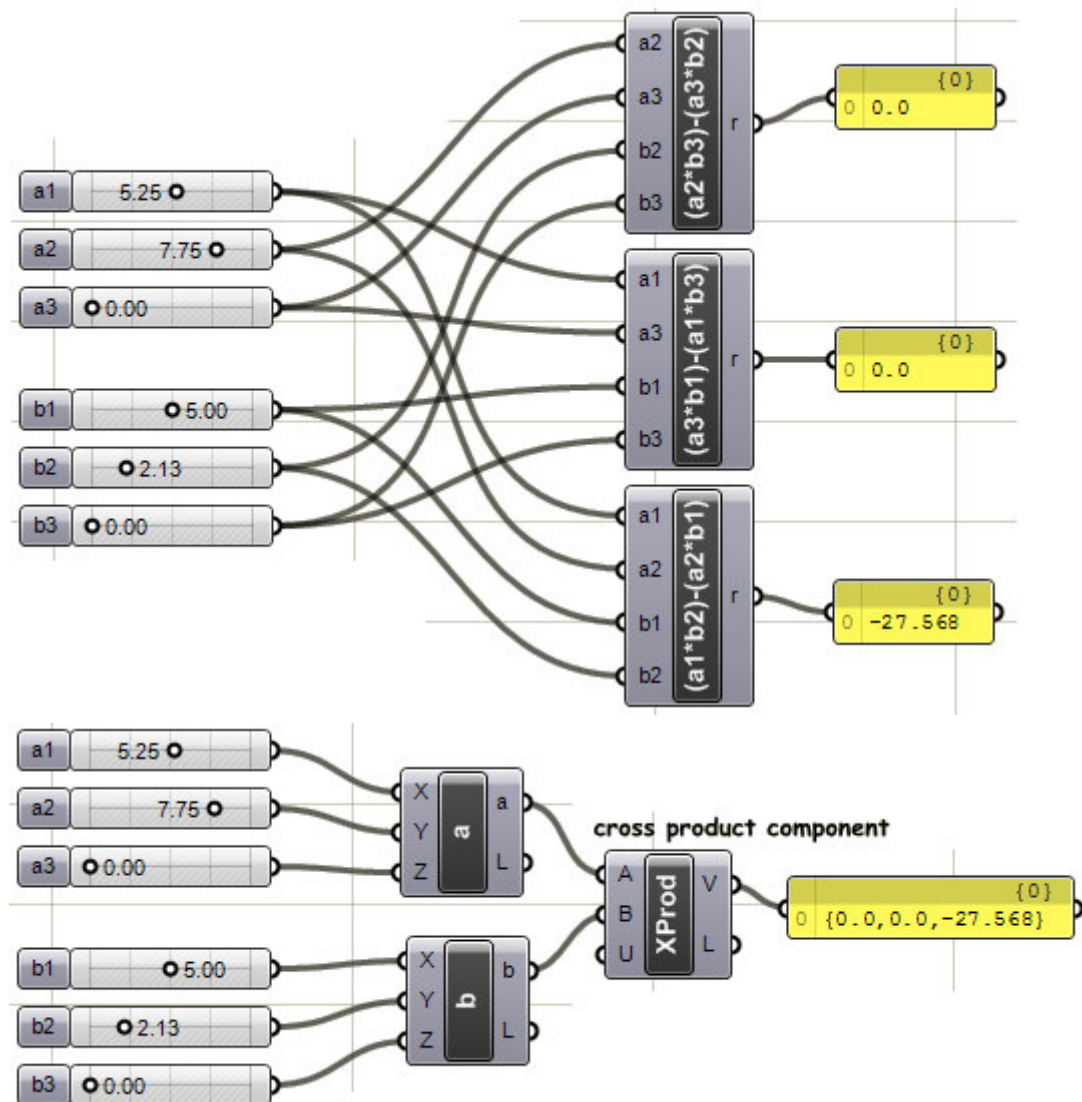 a1 5.25
a2 7.75
a3 0.00
b1 5.00
b2 2.13
b3 0.00
a2
a3
b2
b3
(a2*b3)-(a3*b2)
r
{0}
0 0.0
a1
a3
b1
b3
(a3*b1)-(a1*b3)
r
{0}
0 0.0
a1
a2
b1
b2
(a1*b2)-(a2*b1)
r
{0}
0 -27.568
a1 5.25
a2 7.75
a3 0.00
X
Y
Z
a
a
L
b1 5.00
b2 2.13
b3 0.00
X
Y
Z
b
b
L
cross product component
A
B
U
XProd
V
L
{0}
0 {0.0,0.0,-27.568}